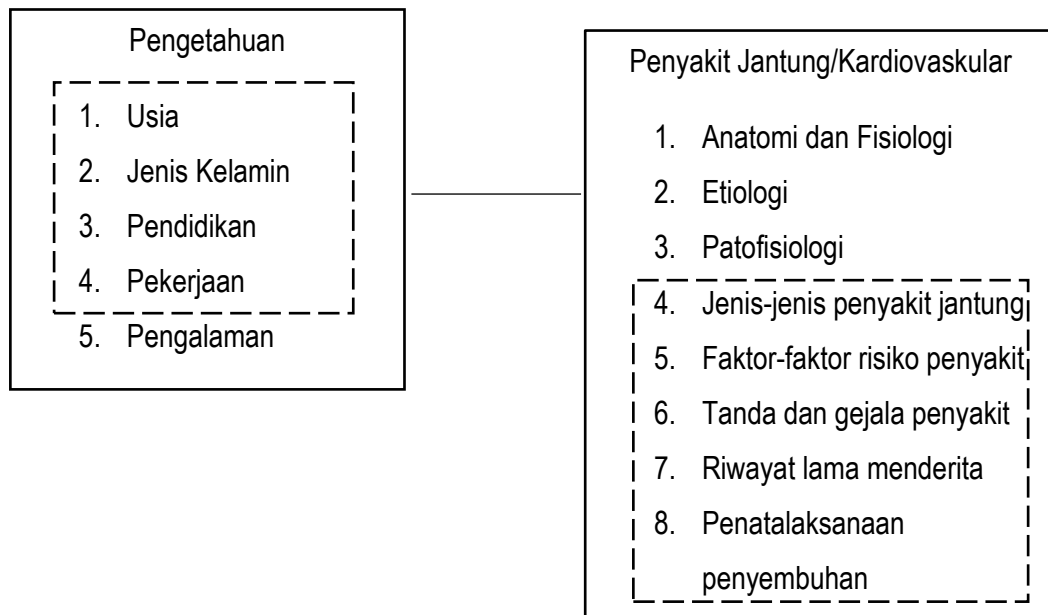 Pengetahuan
1. Usia
2. Jenis Kelamin
3. Pendidikan
4. Pekerjaan
5. Pengalaman
Penyakit Jantung/Kardiovaskular
1. Anatomi dan Fisiologi
2. Etiologi
3. Patofisiologi
4. Jenis-jenis penyakit jantung
5. Faktor-faktor risiko penyakit
6. Tanda dan gejala penyakit
7. Riwayat lama menderita
8. Penatalaksanaan
penyembuhan